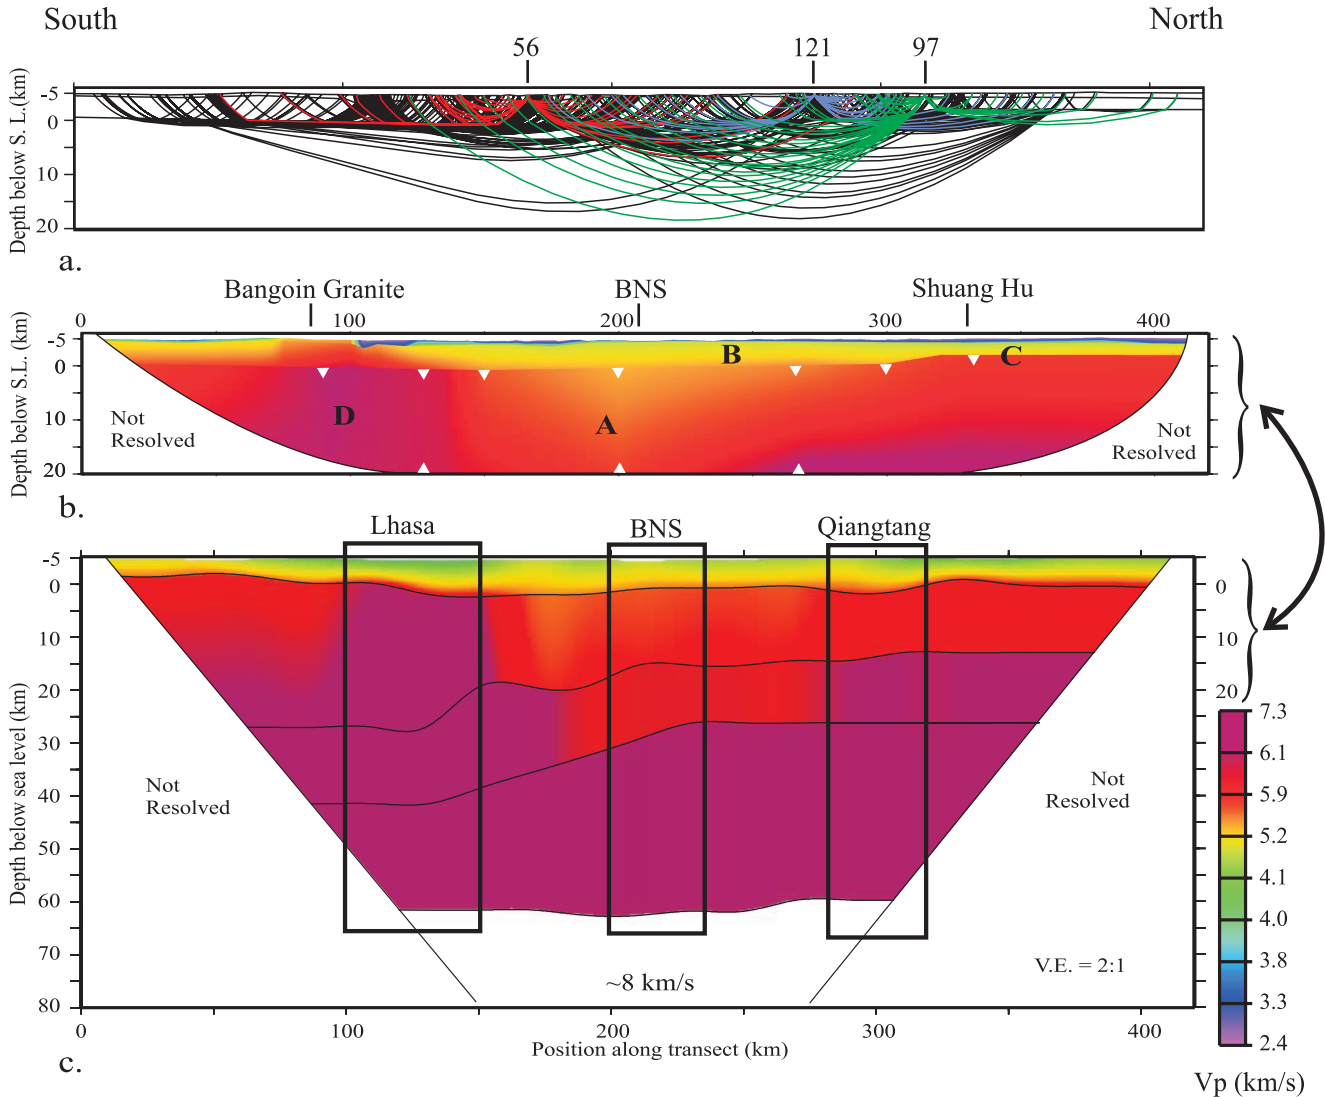 South
North
56
121
97
Depth below S. L.(km)
-5
0
10
20
a.
Bangoin Granite
BNS
Shuang Hu
0
100
200
300
400
Depth below S.L. (km)
-5
0
10
20
B
C
D
A
Not
Resolved
Not
Resolved
b.
Lhasa
BNS
Qiangtang
Depth below sea level (km)
-5
0
10
20
30
40
50
60
70
80
0
10
20
Not
Resolved
Not
Resolved
~8 km/s
V.E. = 2:1
0
100
200
300
400
Position along transect (km)
c.
7.3
6.1
5.9
5.2
4.1
4.0
3.8
3.3
2.4
Vp (km/s)